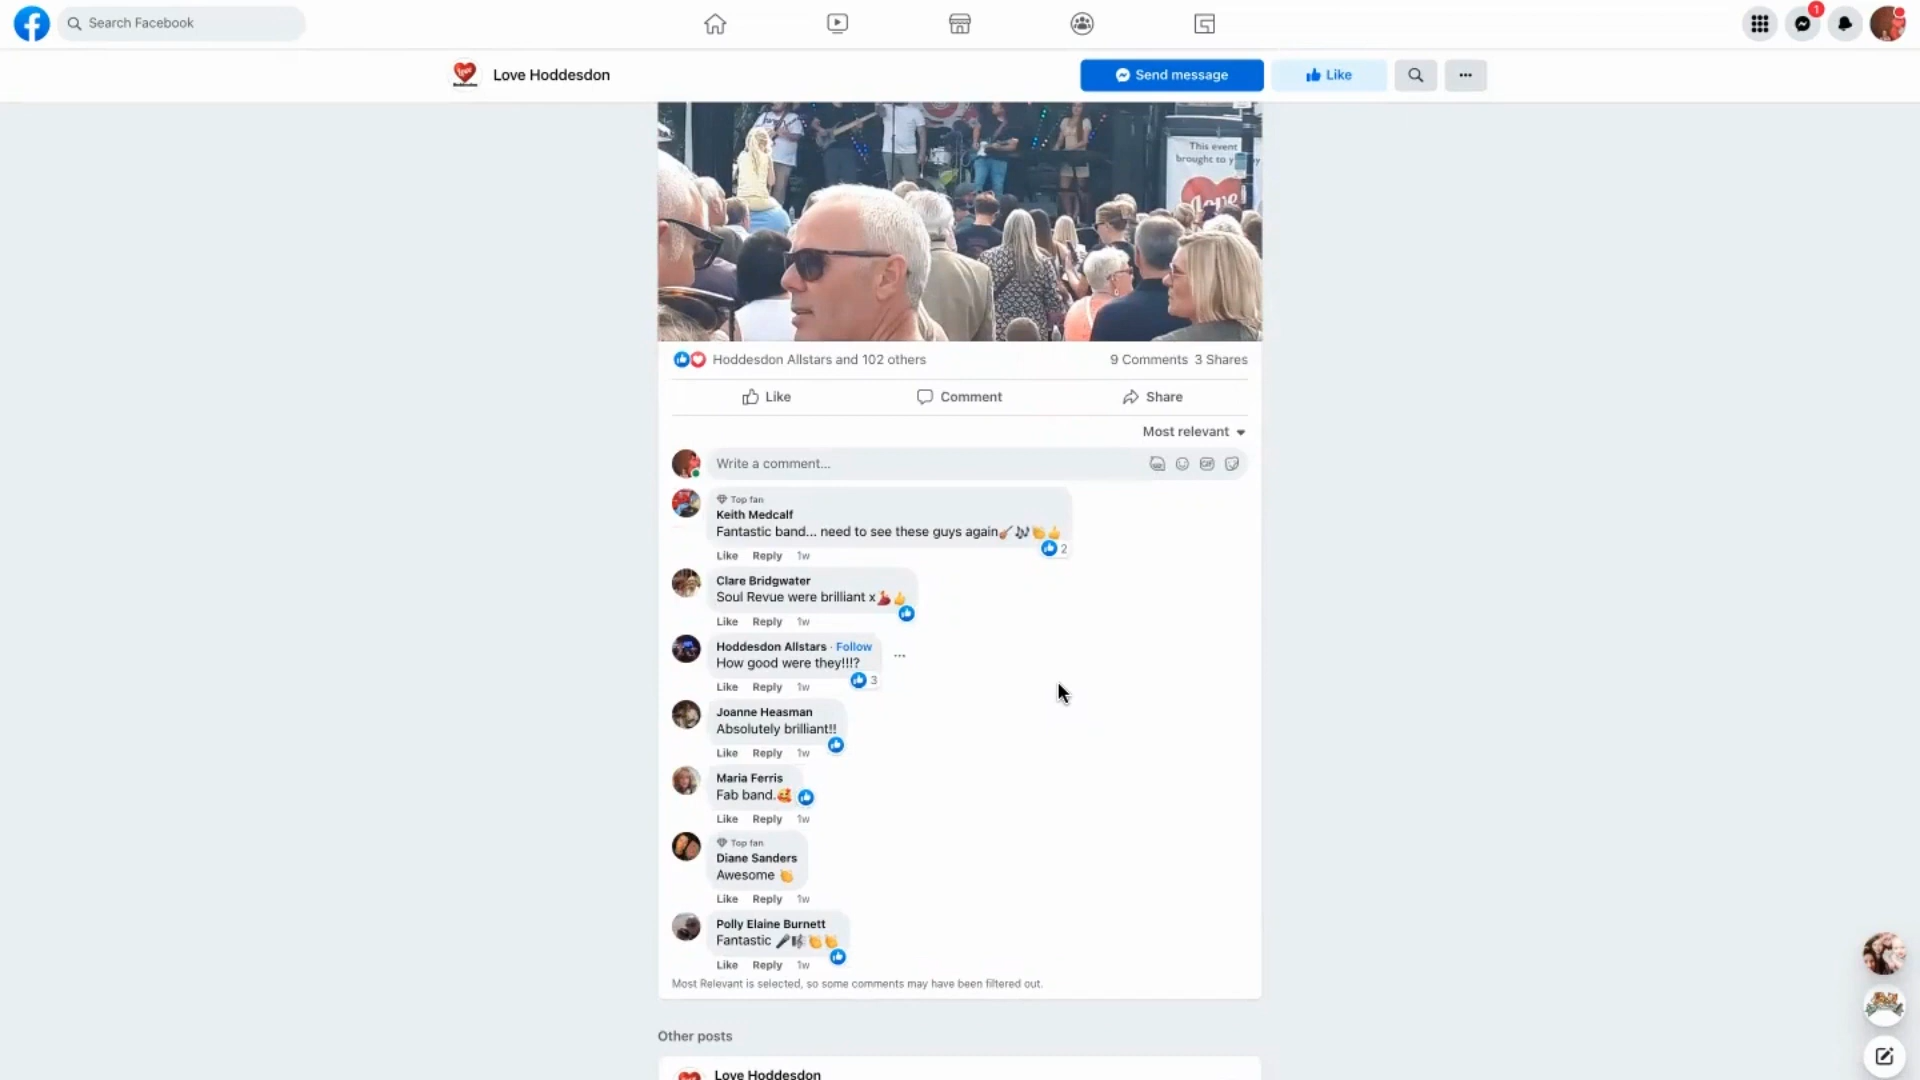 Search Facebook
1
Love Hoddesdon
Send message
Like
This event
brought to y
Love
Hoddesdon Allstars and 102 others
9 Comments 3 Shares
Like
Comment
Share
Most relevant
Write a comment...
GIF
Top fan
Keith Medcalf
Fantastic band... need to see these guys again🎸🎶👏👍
2
Like Reply 1w
Clare Bridgwater
Soul Revue were brilliant x💃👍
Like Reply 1w
Hoddesdon Allstars · Follow
How good were they!!!?
3
Like Reply 1w
Joanne Heasman
Absolutely brilliant!!
Like Reply 1w
Maria Ferris
Fab band.🥰
Like Reply 1w
Top fan
Diane Sanders
Awesome 👏
Like Reply 1w
Polly Elaine Burnett
Fantastic 🎤🎼👏👏
Like Reply 1w
Most Relevant is selected, so some comments may have been filtered out.
Other posts
Love Hoddesdon